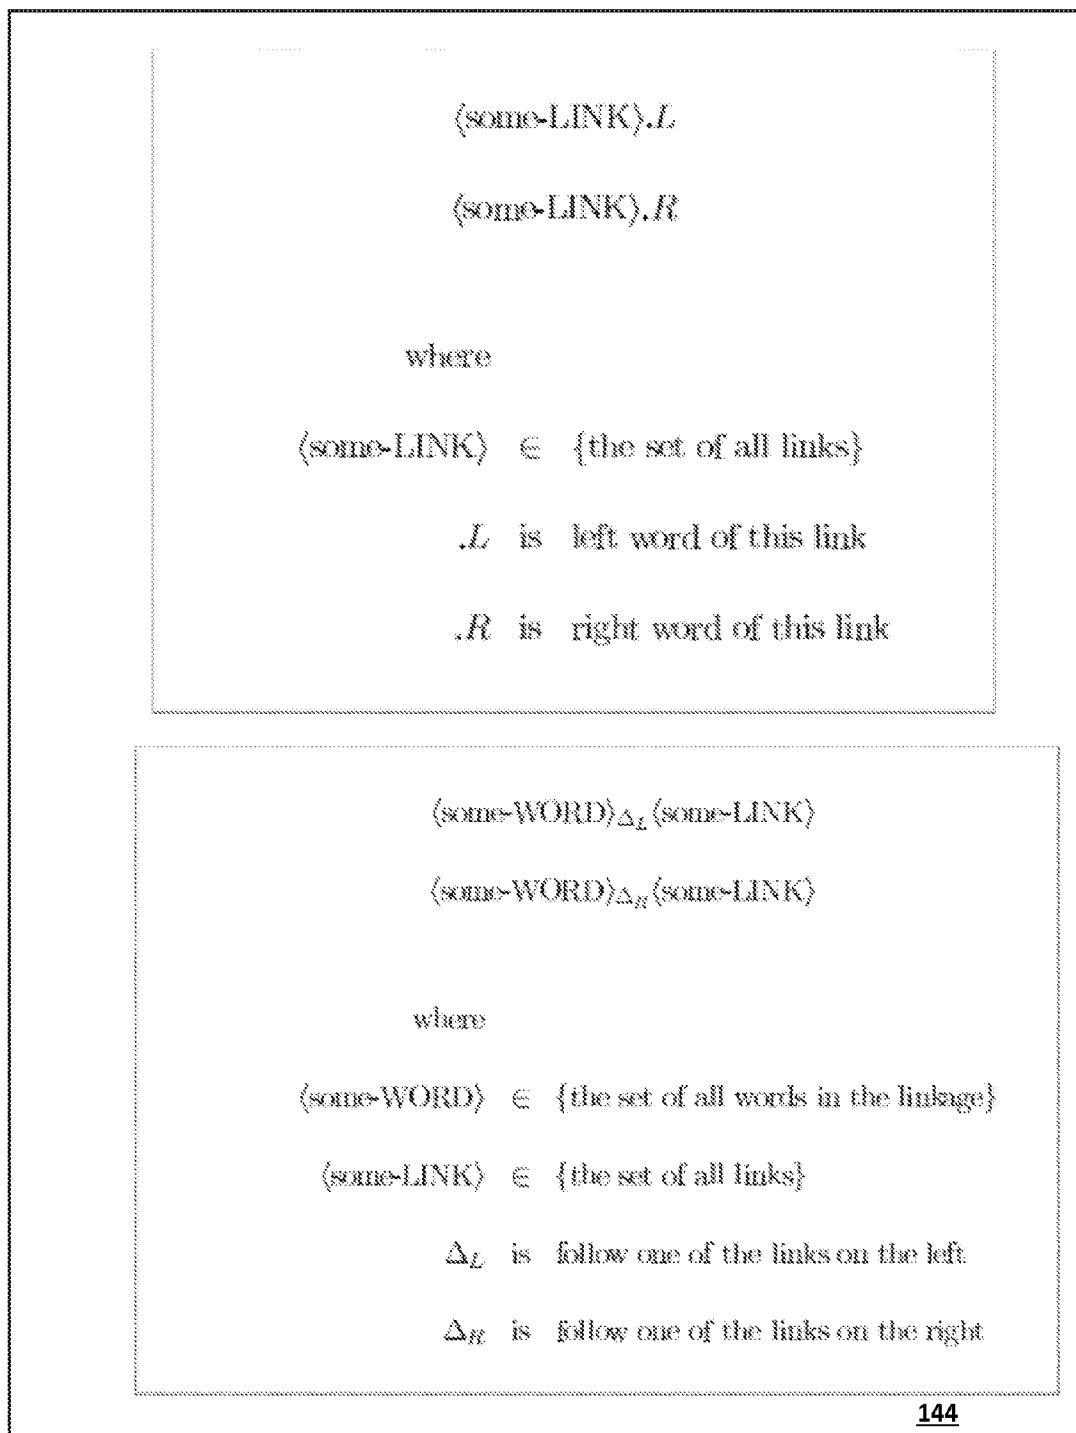 ⟨some-LINK⟩.L
⟨some-LINK⟩.R
where
⟨some-LINK⟩ ∈ {the set of all links}
.L is left word of this link
.R is right word of this link
⟨some-WORD⟩Δ_L⟨some-LINK⟩
⟨some-WORD⟩Δ_R⟨some-LINK⟩
where
⟨some-WORD⟩ ∈ {the set of all words in the linkage}
⟨some-LINK⟩ ∈ {the set of all links}
Δ_L is follow one of the links on the left
Δ_R is follow one of the links on the right
144